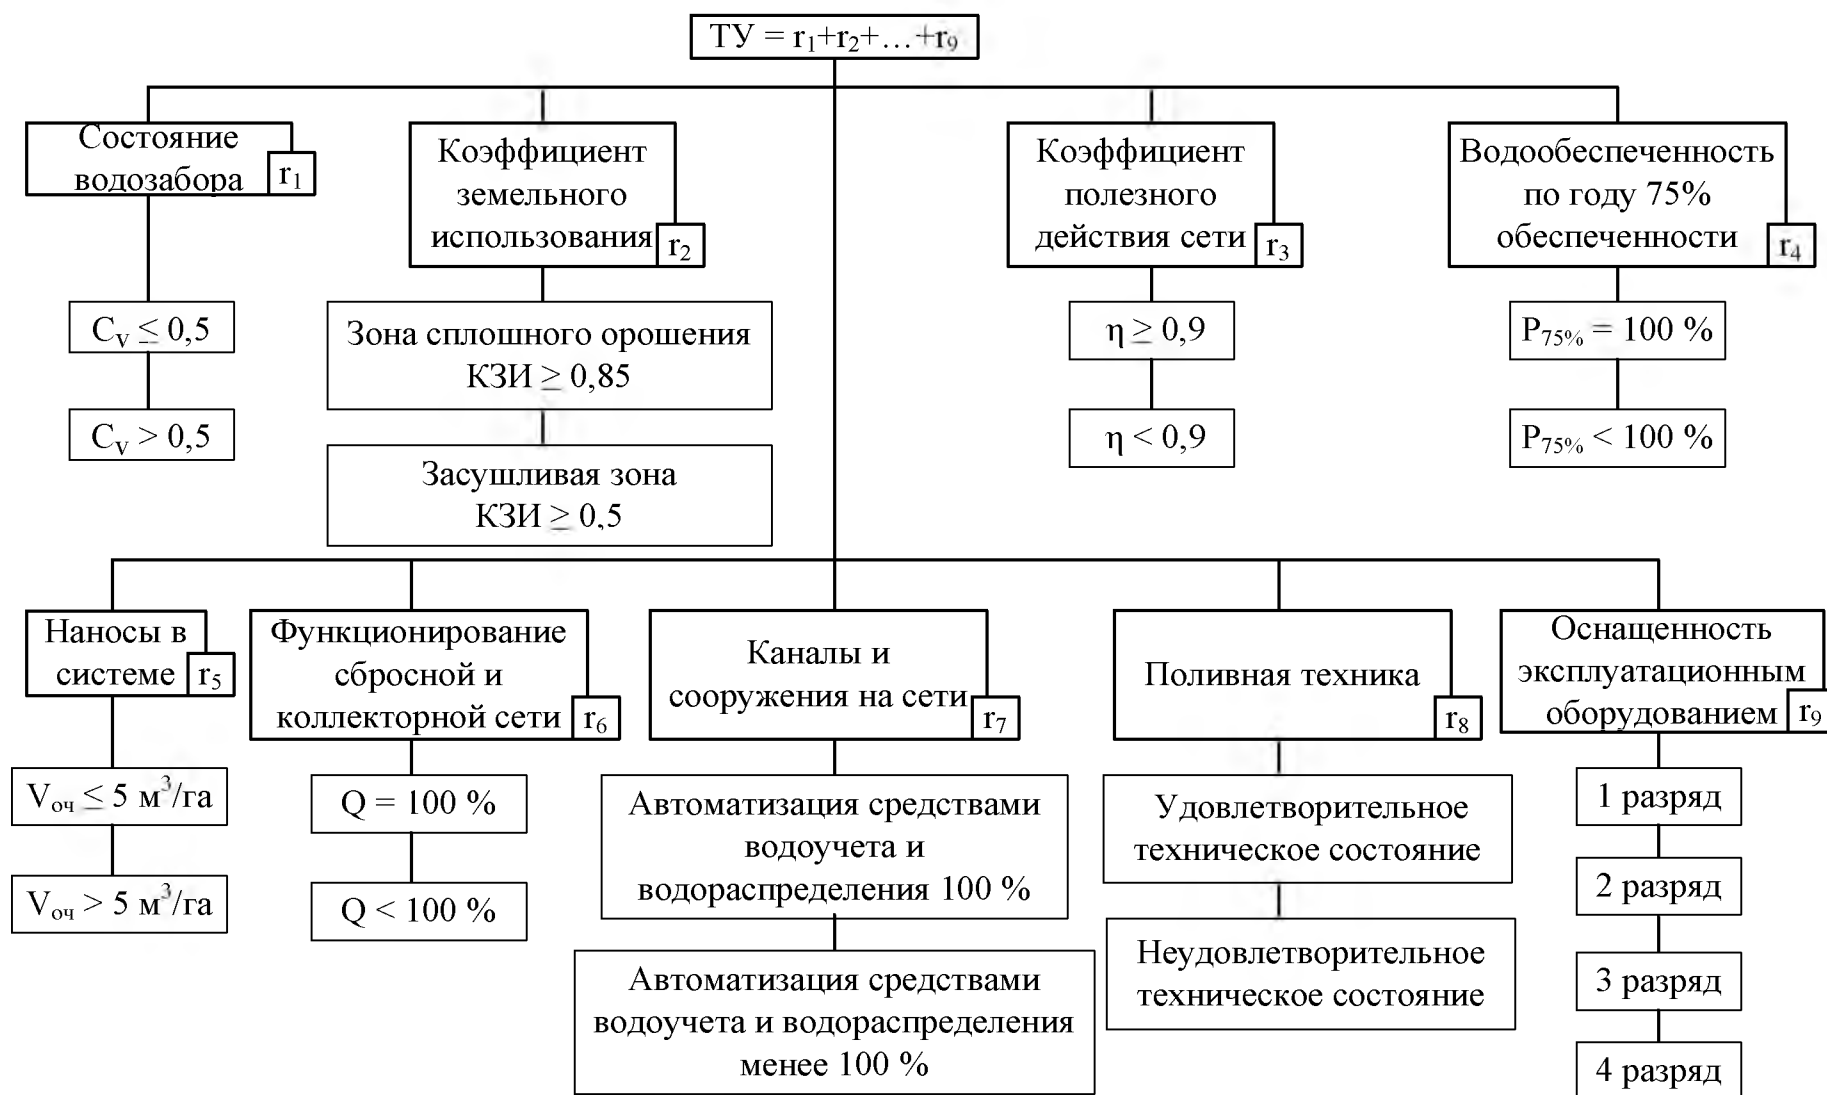 ТУ = r₁+r₂+…+r₉
Состояние
водозабора
r₁
Коэффициент
земельного
использования
r₂
Коэффициент
полезного
действия сети
r₃
Водообеспеченность
по году 75%
обеспеченности
r₄
Cᵥ ≤ 0,5
Cᵥ > 0,5
Зона сплошного орошения
КЗИ ≥ 0,85
Засушливая зона
КЗИ ≥ 0,5
η ≥ 0,9
η < 0,9
P₇₅% = 100 %
P₇₅% < 100 %
Наносы в
системе
r₅
Функционирование
сбросной и
коллекторной сети
r₆
Каналы и
сооружения на сети
r₇
Поливная техника
r₈
Оснащенность
эксплуатационным
оборудованием
r₉
Vоч ≤ 5 м³/га
Vоч > 5 м³/га
Q = 100 %
Q < 100 %
Автоматизация средствами
водоучета и
водораспределения 100 %
Автоматизация средствами
водоучета и водораспределения
менее 100 %
Удовлетворительное
техническое состояние
Неудовлетворительное
техническое состояние
1 разряд
2 разряд
3 разряд
4 разряд